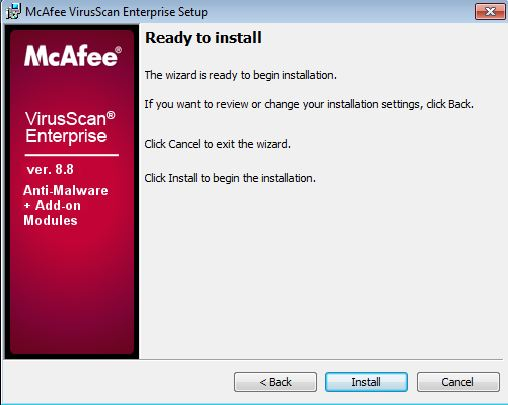 McAfee VirusScan Enterprise Setup
McAfee®
VirusScan®
Enterprise
ver. 8.8
Anti-Malware
+ Add-on
Modules
Ready to install
The wizard is ready to begin installation.
If you want to review or change your installation settings, click Back.
Click Cancel to exit the wizard.
Click Install to begin the installation.
< Back
Install
Cancel